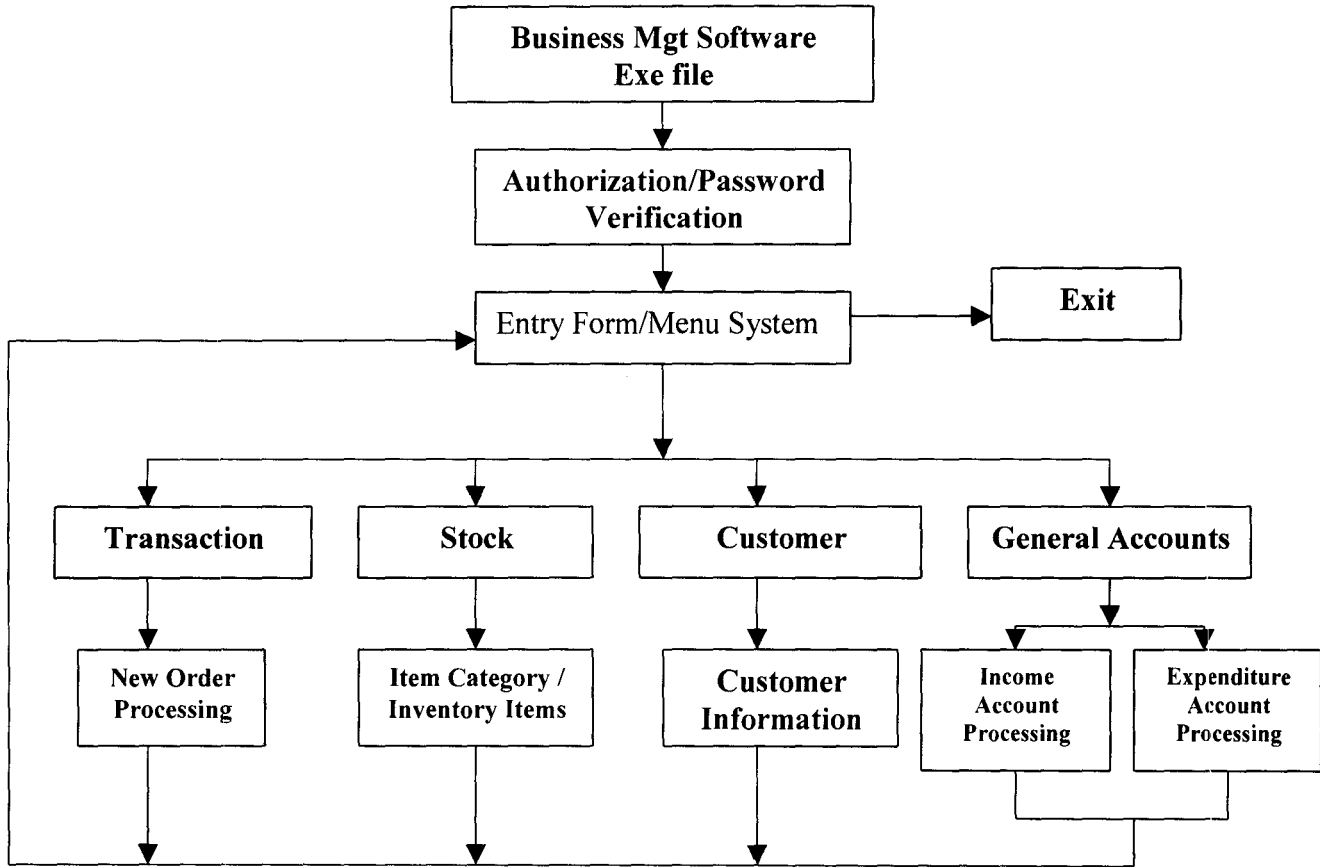 Business Mgt Software
Exe file
Authorization/Password
Verification
Entry Form/Menu System
Exit
Transaction
Stock
Customer
General Accounts
New Order
Processing
Item Category /
Inventory Items
Customer
Information
Income
Account
Processing
Expenditure
Account
Processing